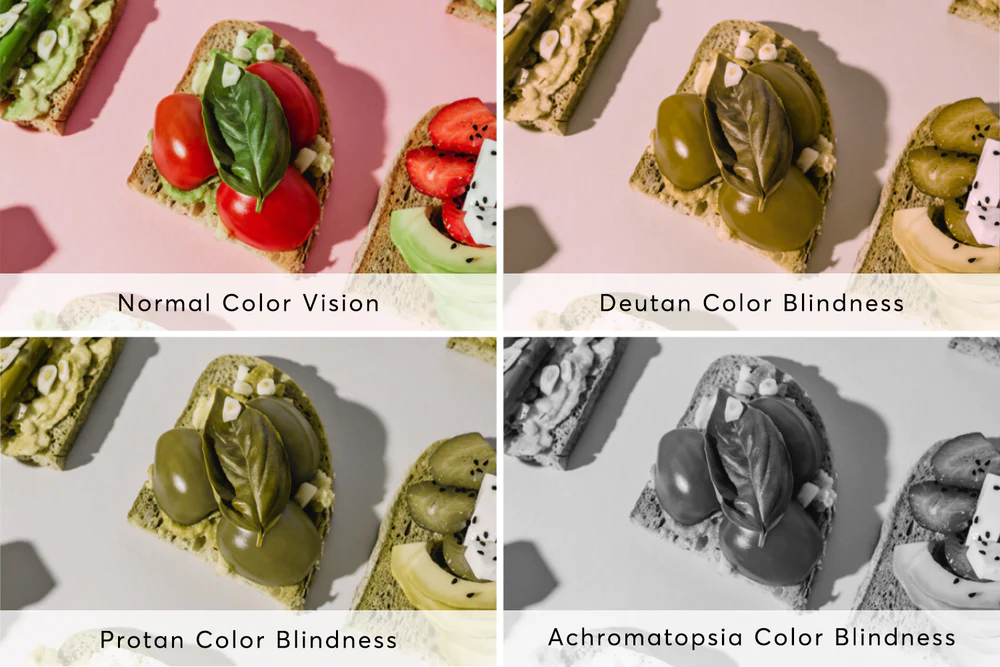 Normal Color Vision
Deutan Color Blindness
Protan Color Blindness
Achromatopsia Color Blindness